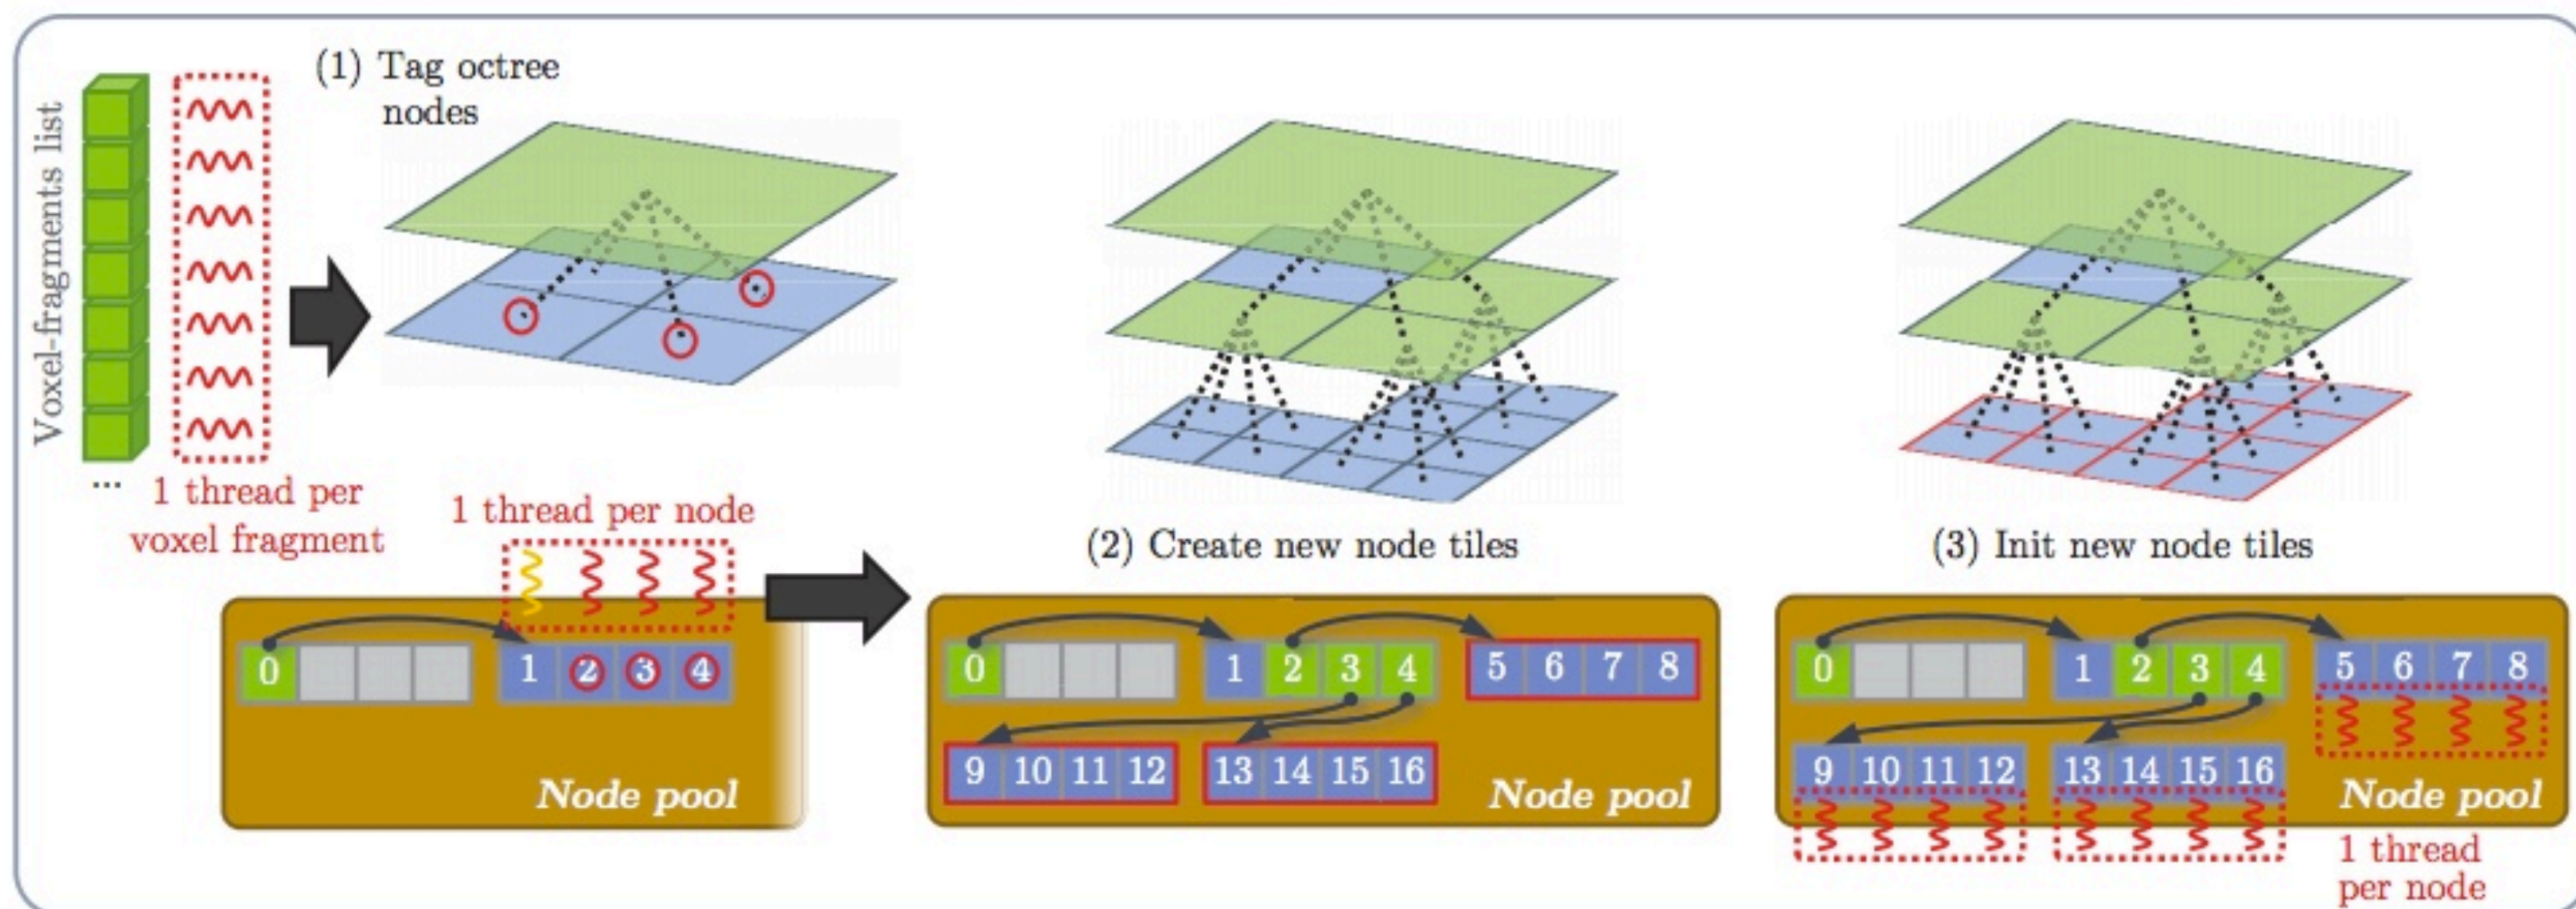 Voxel-fragments list
...
1 thread per
voxel fragment
(1) Tag octree
nodes
1 thread per node
0
1 2 3 4
Node pool
(2) Create new node tiles
0
1 2 3 4
5 6 7 8
9 10 11 12
13 14 15 16
Node pool
(3) Init new node tiles
0
1 2 3 4
5 6 7 8
9 10 11 12
13 14 15 16
Node pool
1 thread
per node